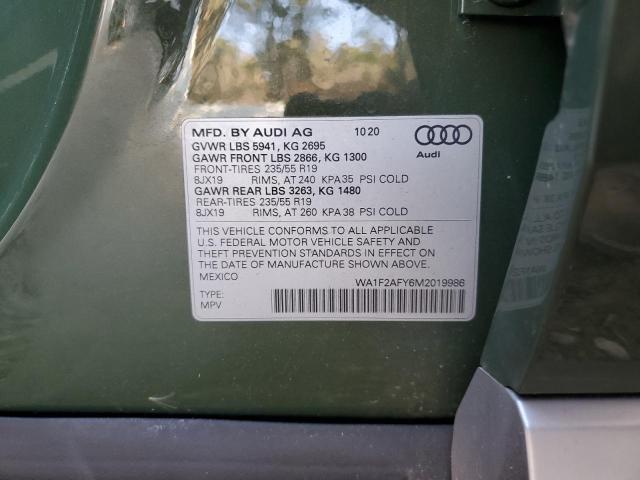 MFD. BY AUDI AG 10 20
GVWR LBS 5941, KG 2695
GAWR FRONT LBS 2866, KG 1300
FRONT-TIRES 235/55 R19
8JX19 RIMS, AT 240 KPA 35 PSI COLD
GAWR REAR LBS 3263, KG 1480
REAR-TIRES 235/55 R19
8JX19 RIMS, AT 260 KPA 38 PSI COLD
Audi
THIS VEHICLE CONFORMS TO ALL APPLICABLE
U.S. FEDERAL MOTOR VEHICLE SAFETY AND
THEFT PREVENTION STANDARDS IN EFFECT ON
THE DATE OF MANUFACTURE SHOWN ABOVE.
MEXICO
WA1F2AFY6M2019986
TYPE:
MPV